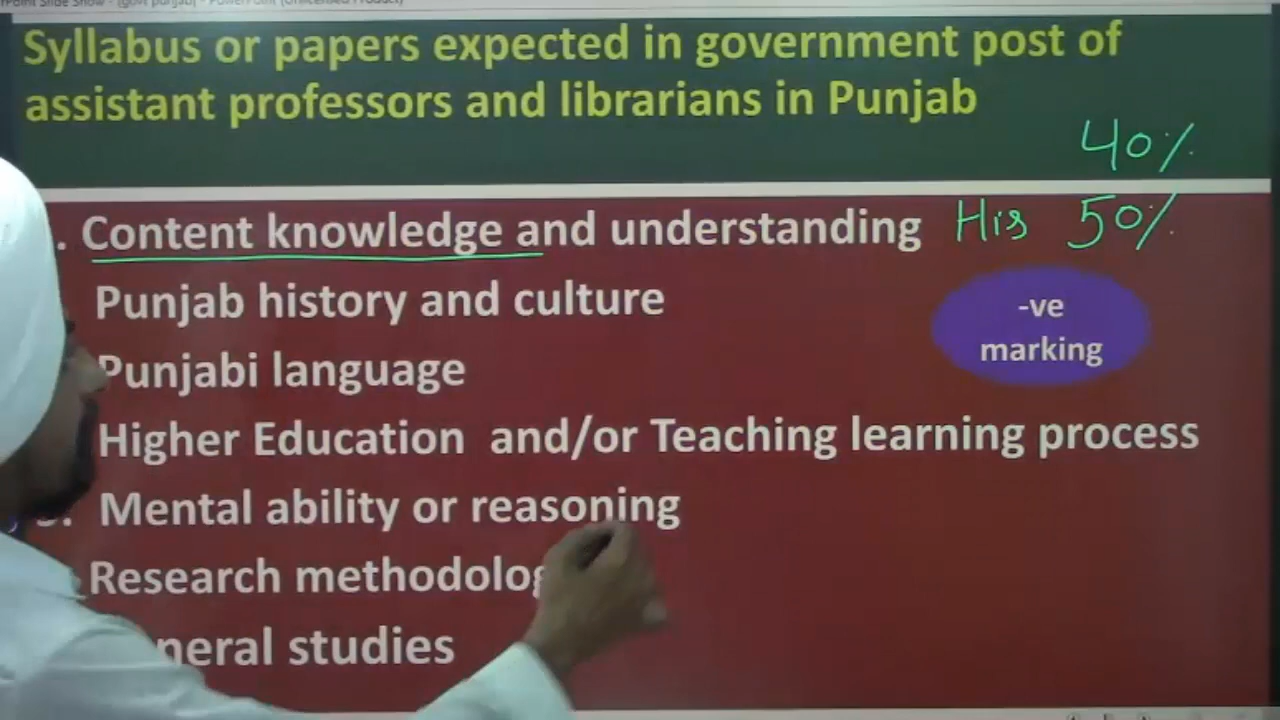 Syllabus or papers expected in government post of
assistant professors and librarians in Punjab
40%
. Content knowledge and understanding His 50%
Punjab history and culture
-ve
marking
Punjabi language
Higher Education and/or Teaching learning process
Mental ability or reasoning
Research
studies